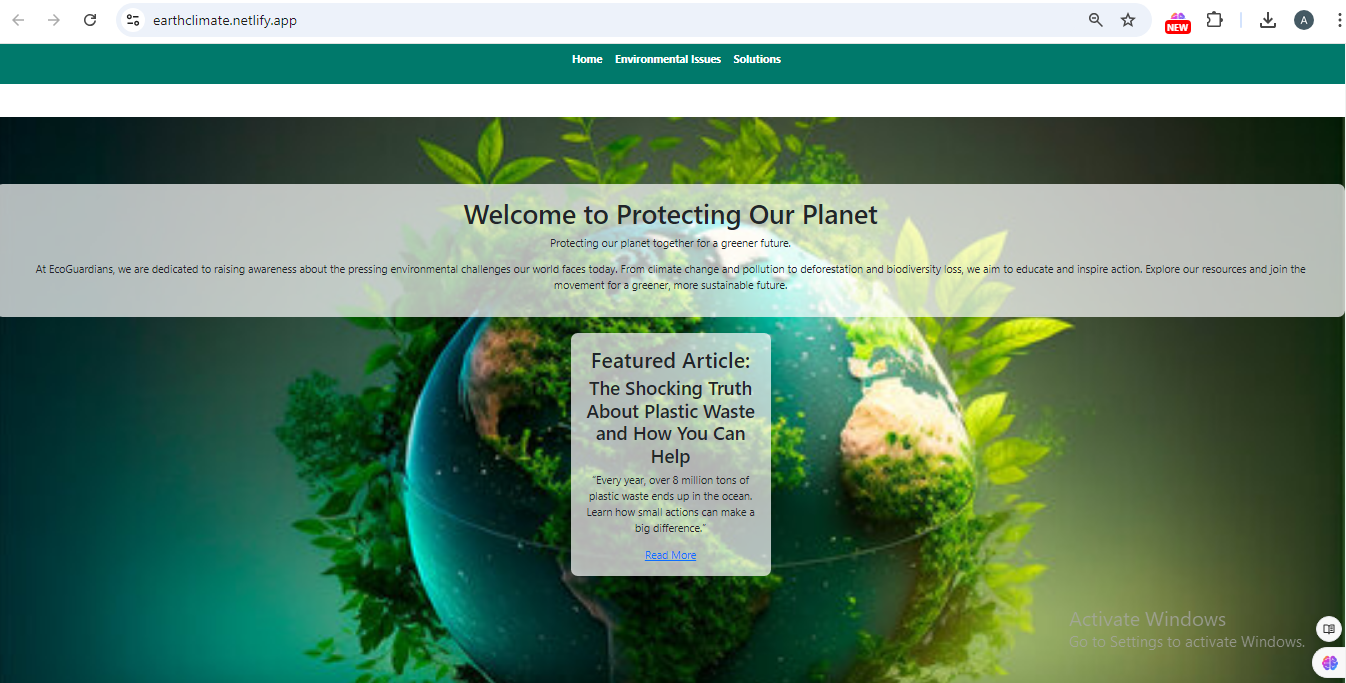 earthclimate.netlify.app
NEW
A
Home Environmental Issues Solutions
Welcome to Protecting Our Planet
Protecting our planet together for a greener future.
At EcoGuardians, we are dedicated to raising awareness about the pressing environmental challenges our world faces today. From climate change and pollution to deforestation and biodiversity loss, we aim to educate and inspire action. Explore our resources and join the
movement for a greener, more sustainable future.
Featured Article:
The Shocking Truth
About Plastic Waste
and How You Can
Help
"Every year, over 8 million tons of
plastic waste ends up in the ocean.
Learn how small actions can make a
big difference."
Read More
Activate Windows
Go to Settings to activate Windows.